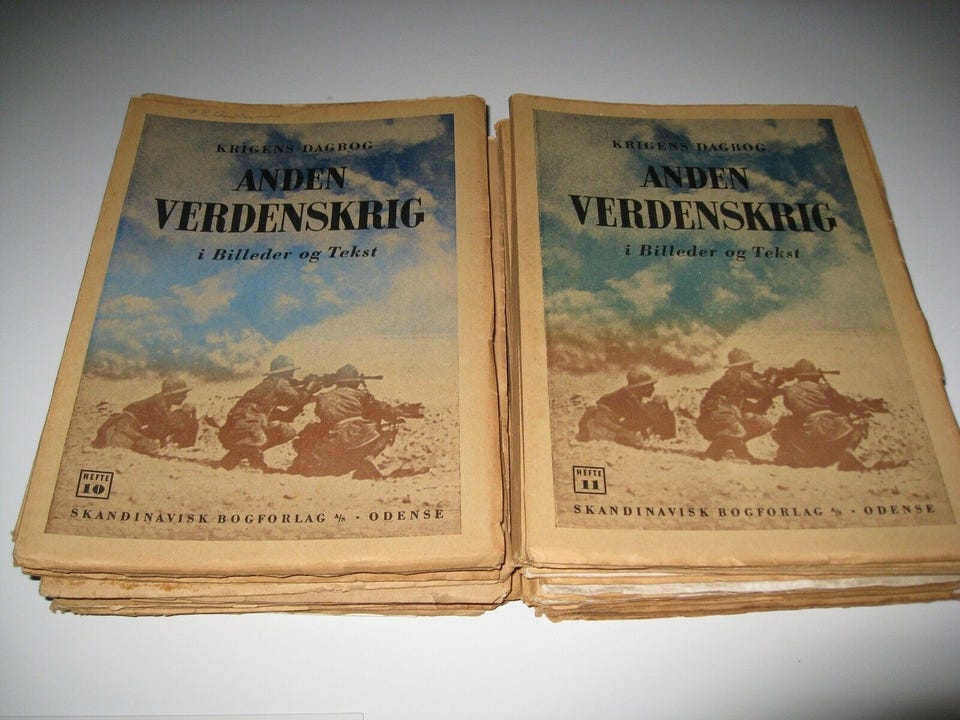 KRIGENS DAGBOG
ANDEN
VERDENSKRIG
i Billeder og Tekst
HEFTE
10
SKANDINAVISK BOGFORLAG A/S · ODENSE
KRIGENS DAGBOG
ANDEN
VERDENSKRIG
i Billeder og Tekst
HEFTE
11
SKANDINAVISK BOGFORLAG A/S · ODENSE